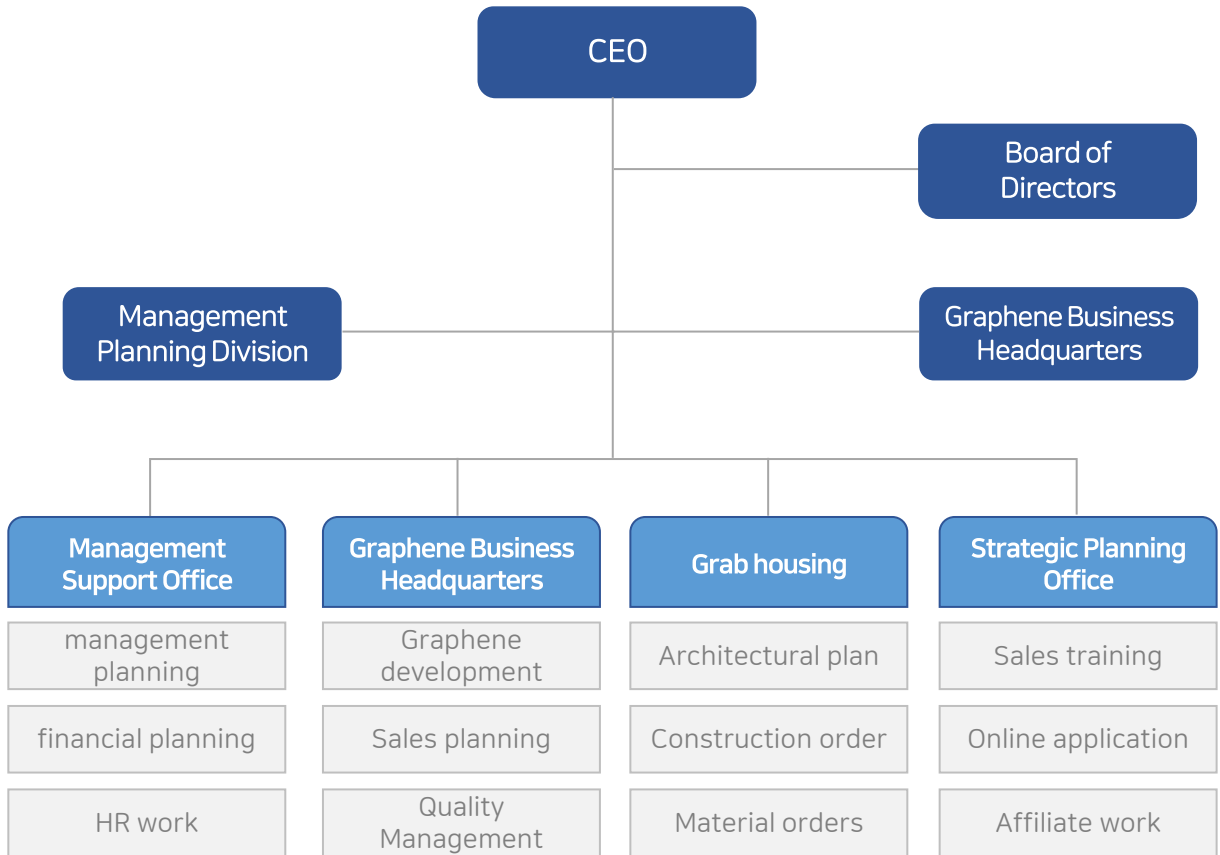 CEO
Board of
Directors
Management
Planning Division
Graphene Business
Headquarters
Management
Support Office
Graphene Business
Headquarters
Grab housing
Strategic Planning
Office
management
planning
Graphene
development
Architectural plan
Sales training
financial planning
Sales planning
Construction order
Online application
HR work
Quality
Management
Material orders
Affiliate work